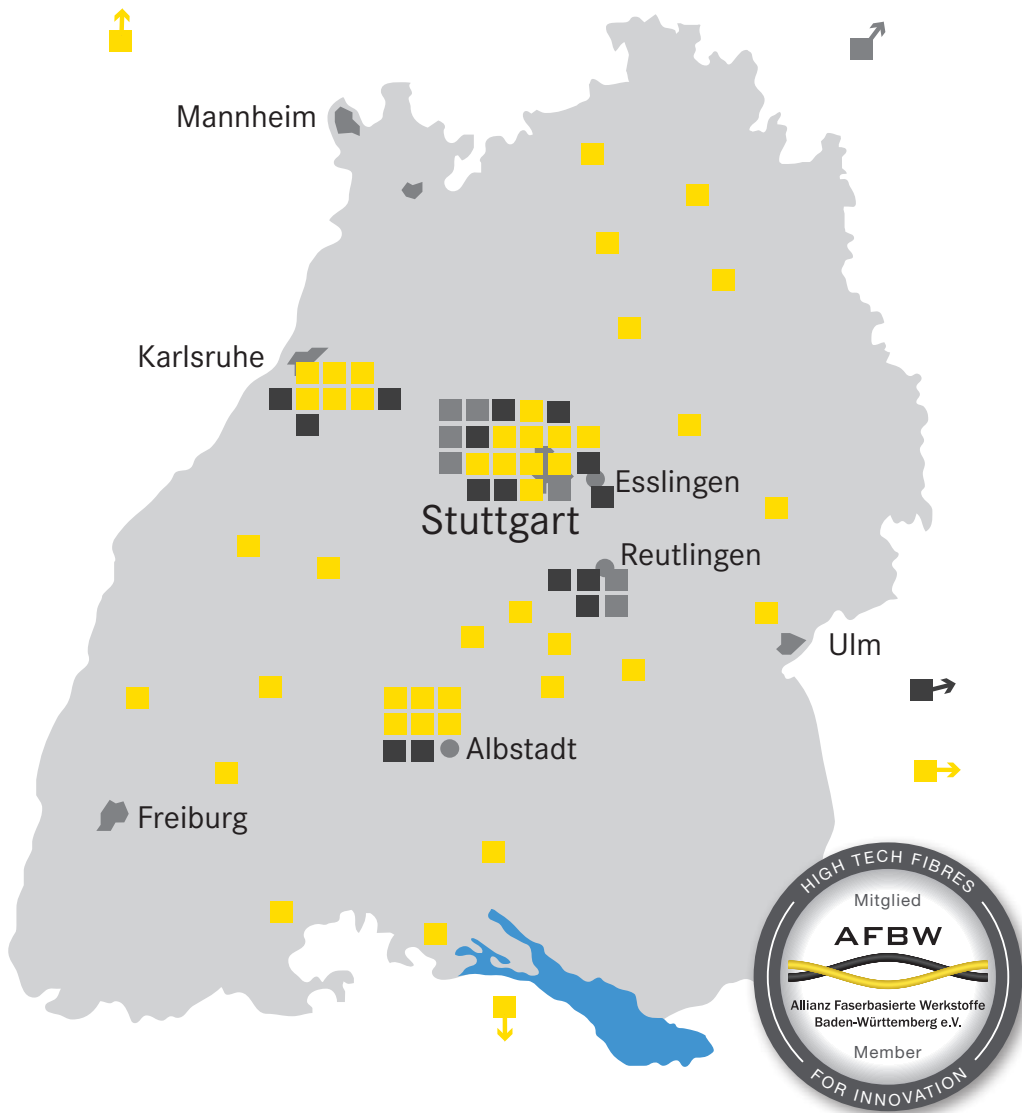 Mannheim
Karlsruhe
Esslingen
Stuttgart
Reutlingen
Ulm
Albstadt
Freiburg
HIGH TECH FIBRES
Mitglied
AFBW
Allianz Faserbasierte Werkstoffe
Baden-Württemberg e.V.
Member
FOR INNOVATION